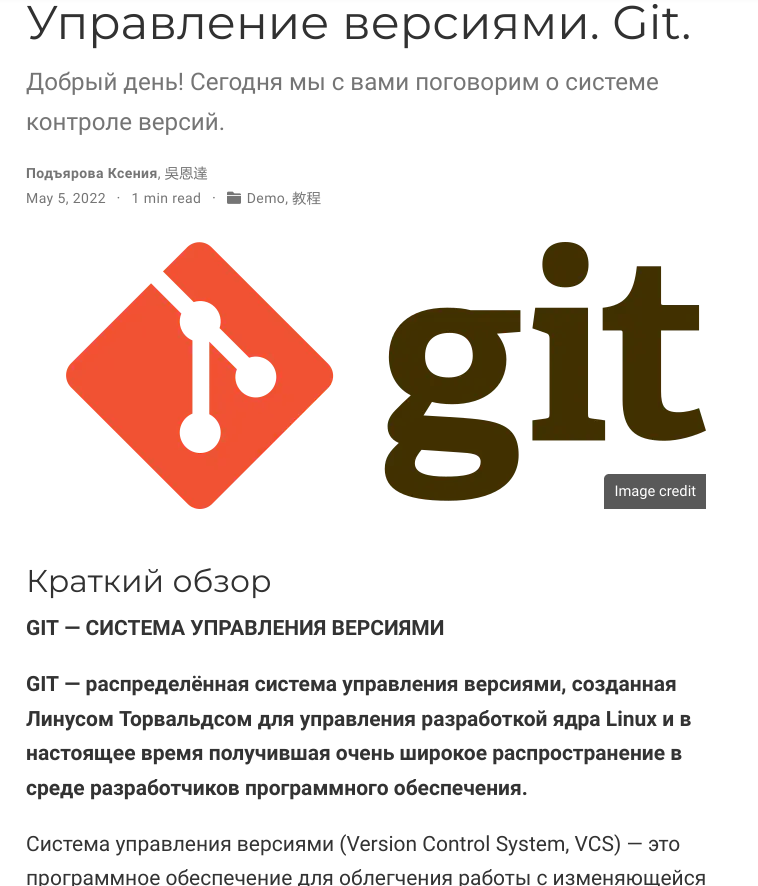 Управление версиями. Git.
Добрый день! Сегодня мы с вами поговорим о системе
контроле версий.
Подъярова Ксения, 吳恩達
May 5, 2022 · 1 min read · Demo, 教程
git
Image credit
Краткий обзор
GIT — СИСТЕМА УПРАВЛЕНИЯ ВЕРСИЯМИ
GIT — распределённая система управления версиями, созданная
Линусом Торвальдсом для управления разработкой ядра Linux и в
настоящее время получившая очень широкое распространение в
среде разработчиков программного обеспечения.
Система управления версиями (Version Control System, VCS) — это
программное обеспечение для облегчения работы с изменяющейся